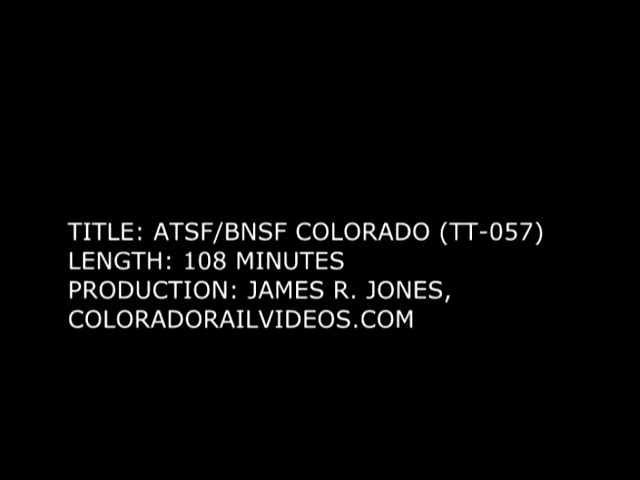 TITLE: ATSF/BNSF COLORADO (TT-057)
LENGTH: 108 MINUTES
PRODUCTION: JAMES R. JONES,
COLORADORAILVIDEOS.COM